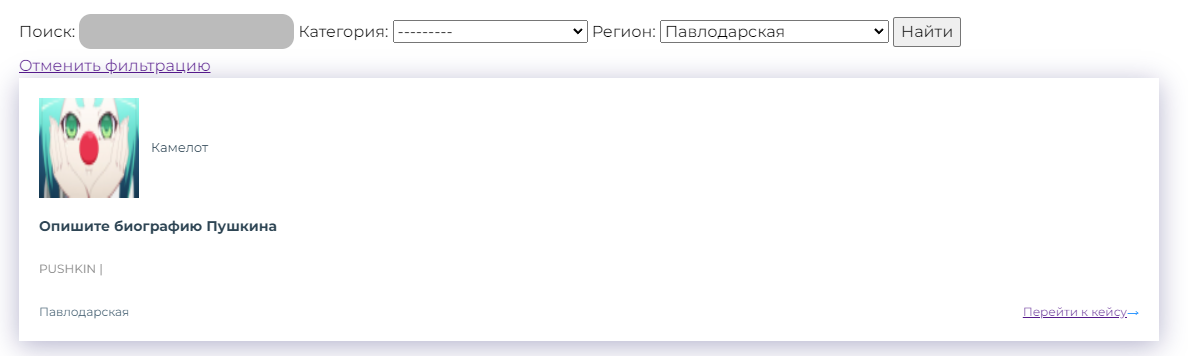 Поиск: Категория: --------- Регион: Павлодарская Найти
Отменить фильтрацию
Камелот
Опишите биографию Пушкина
PUSHKIN |
Павлодарская Перейти к кейсу→